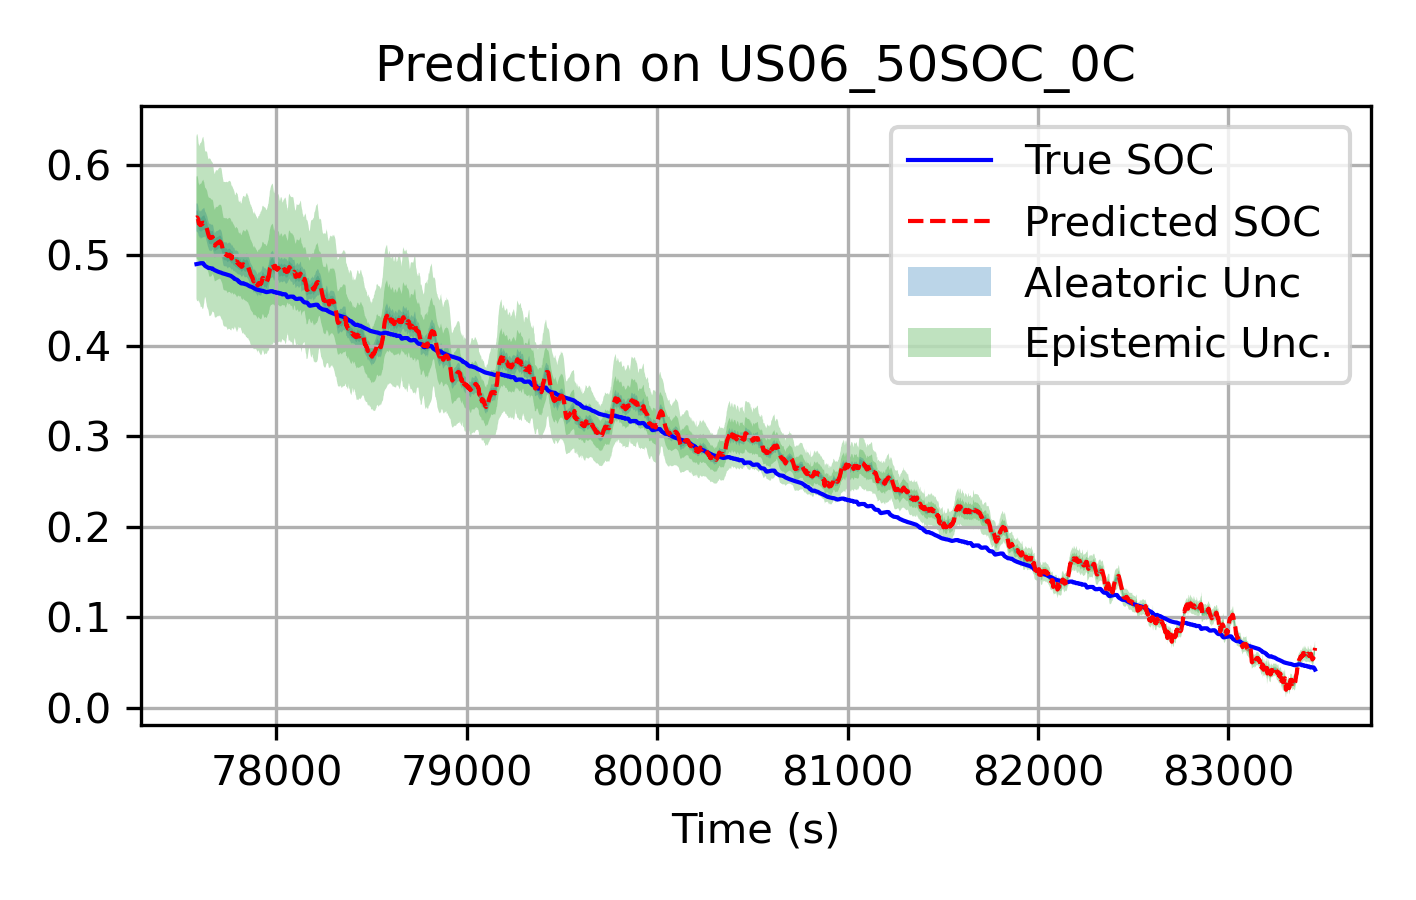 Prediction on US06_50SOC_0C
True SOC
Predicted SOC
Aleatoric Unc
Epistemic Unc.
0.6
0.5
0.4
0.3
0.2
0.1
0.0
78000 79000 80000 81000 82000 83000
Time (s)